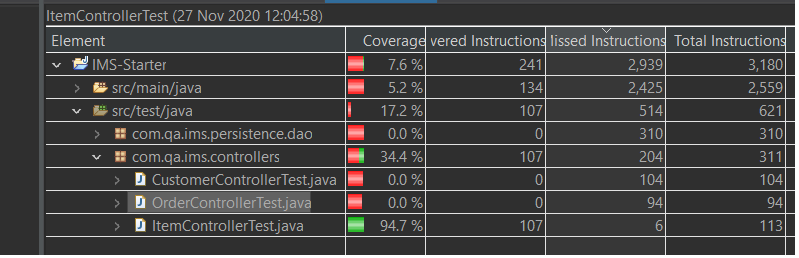 ItemControllerTest (27 Nov 2020 12:04:58)
Element Coverage vered Instructions lissed Instructions Total Instructions
IMS-Starter 7.6 % 241 2,939 3,180
src/main/java 5.2 % 134 2,425 2,559
src/test/java 17.2 % 107 514 621
com.qa.ims.persistence.dao 0.0 % 0 310 310
com.qa.ims.controllers 34.4 % 107 204 311
CustomerControllerTest.java 0.0 % 0 104 104
OrderControllerTest.java 0.0 % 0 94 94
ItemControllerTest.java 94.7 % 107 6 113